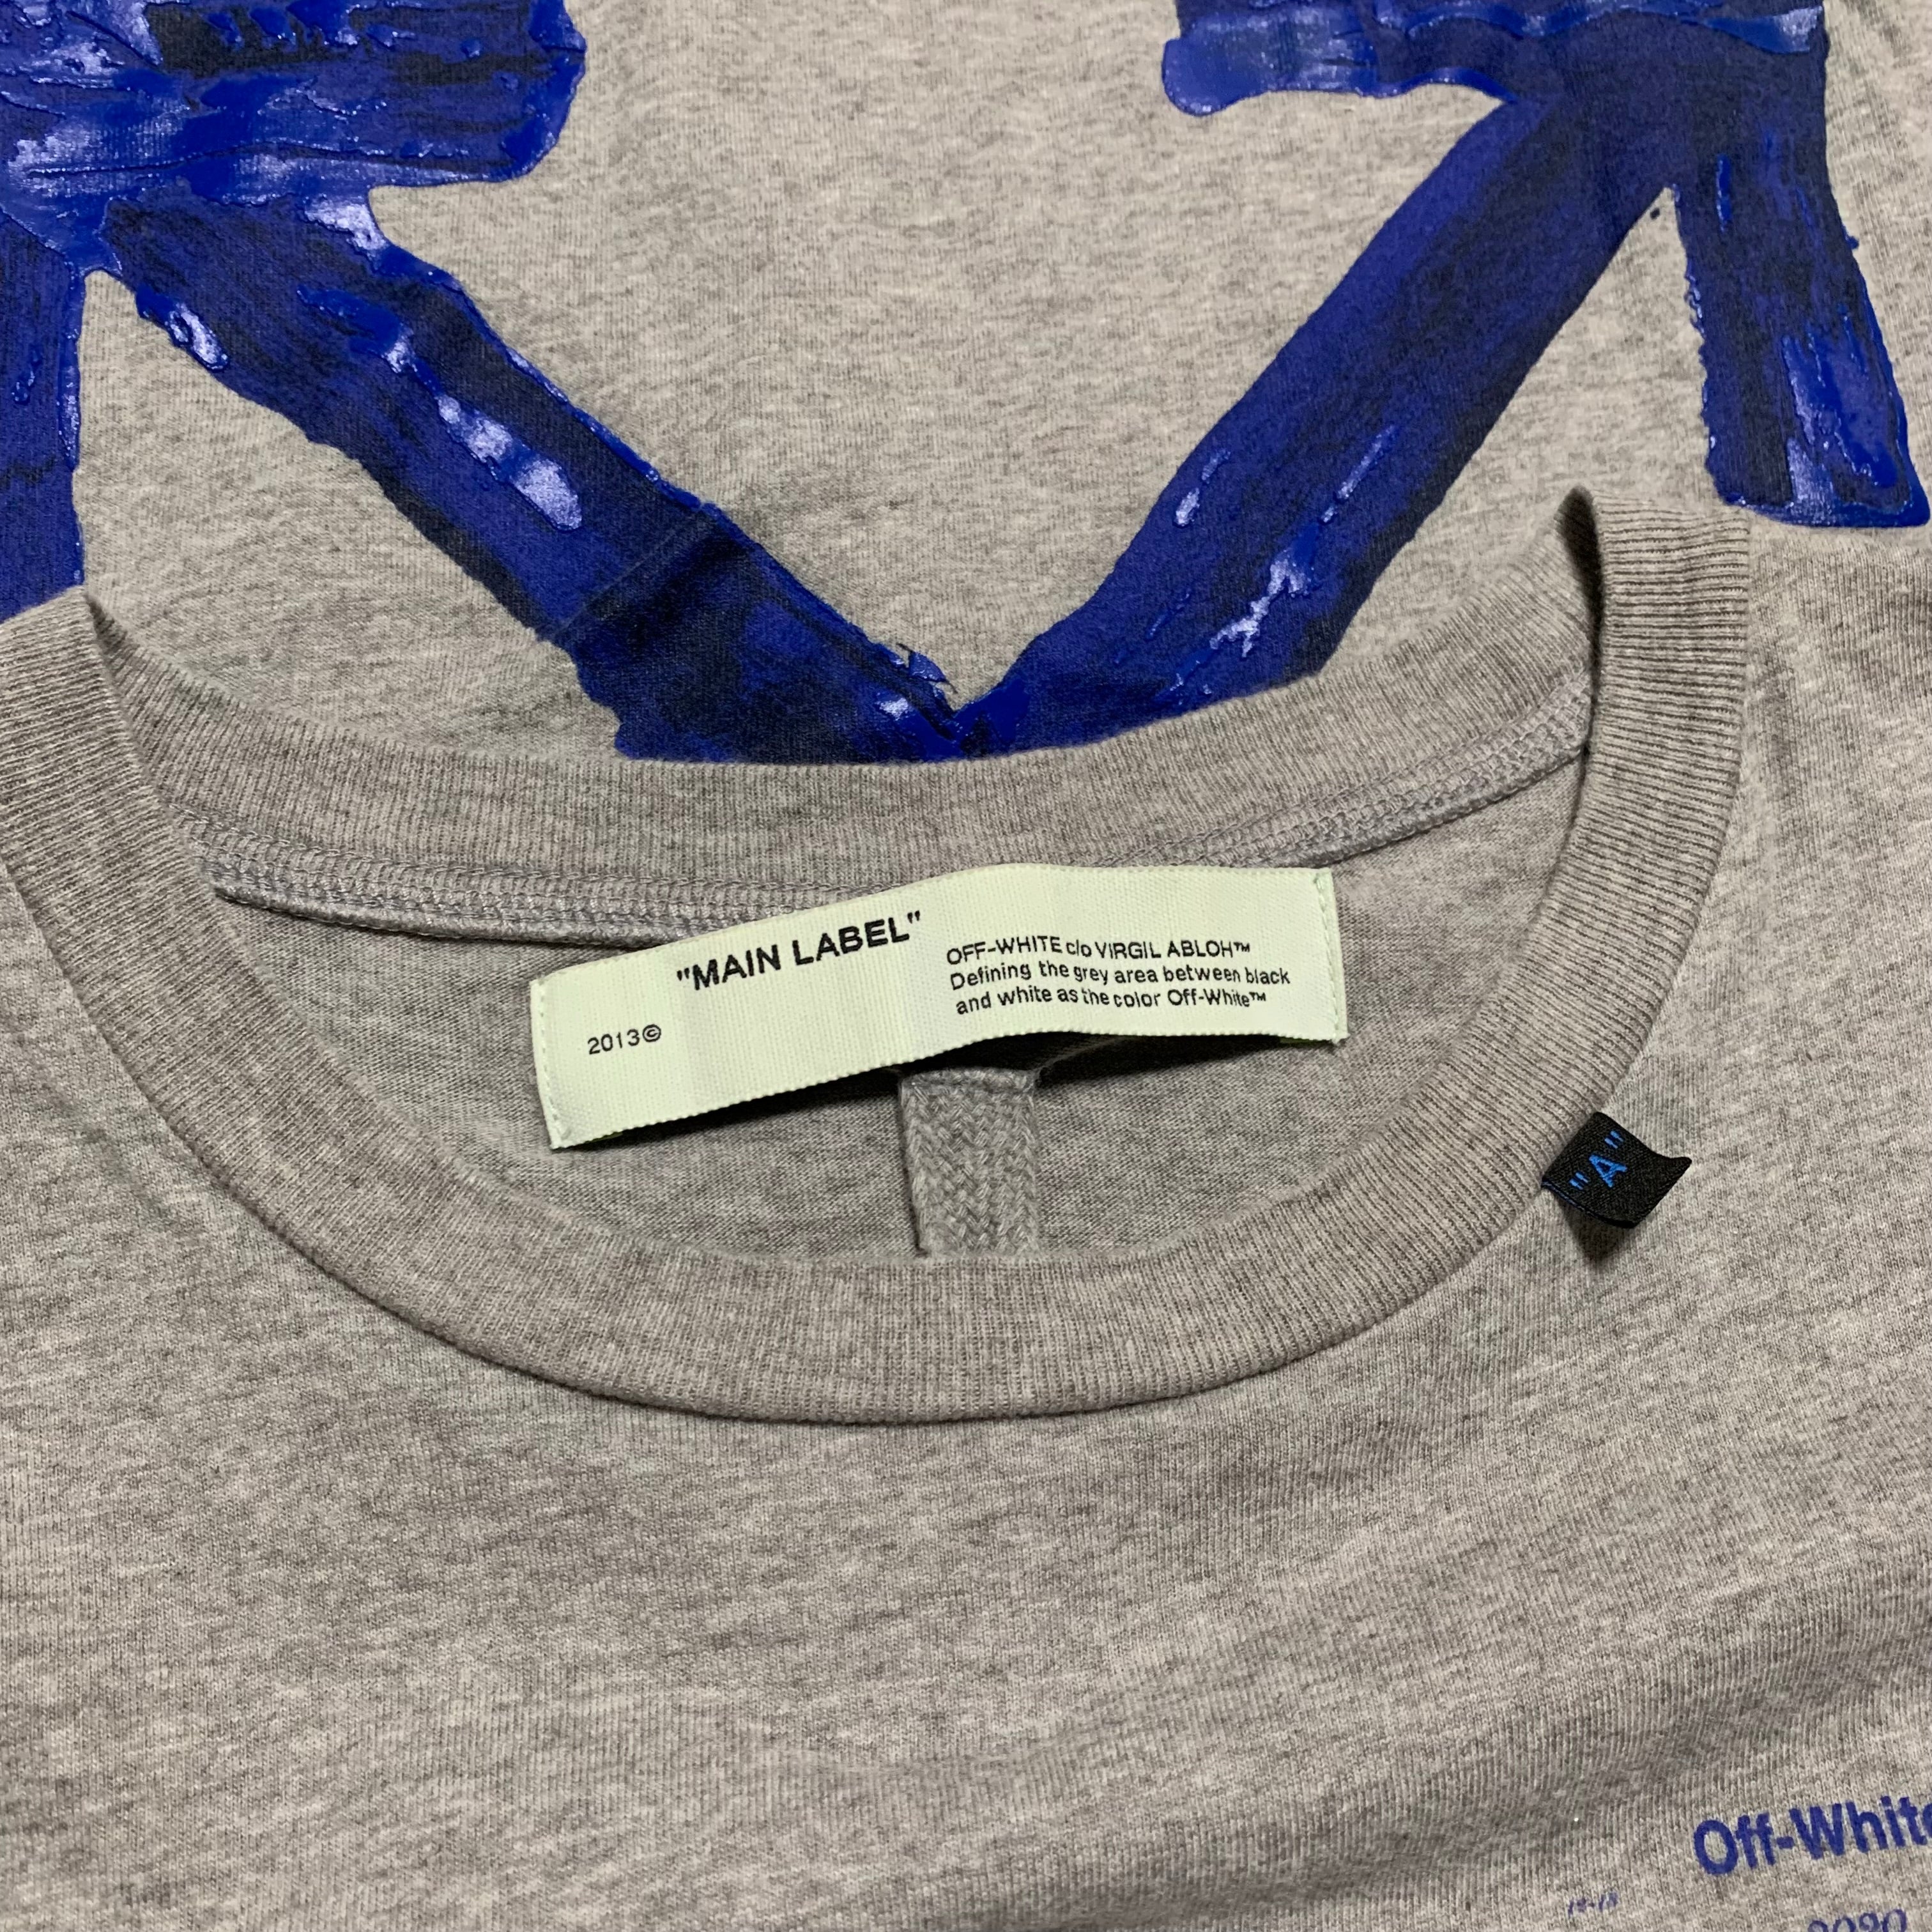 "MAIN LABEL"
OFF-WHITE c/o VIRGIL ABLOH™
Defining the grey area between black
and white as the color Off-White™
2013©
"A"
Off-White